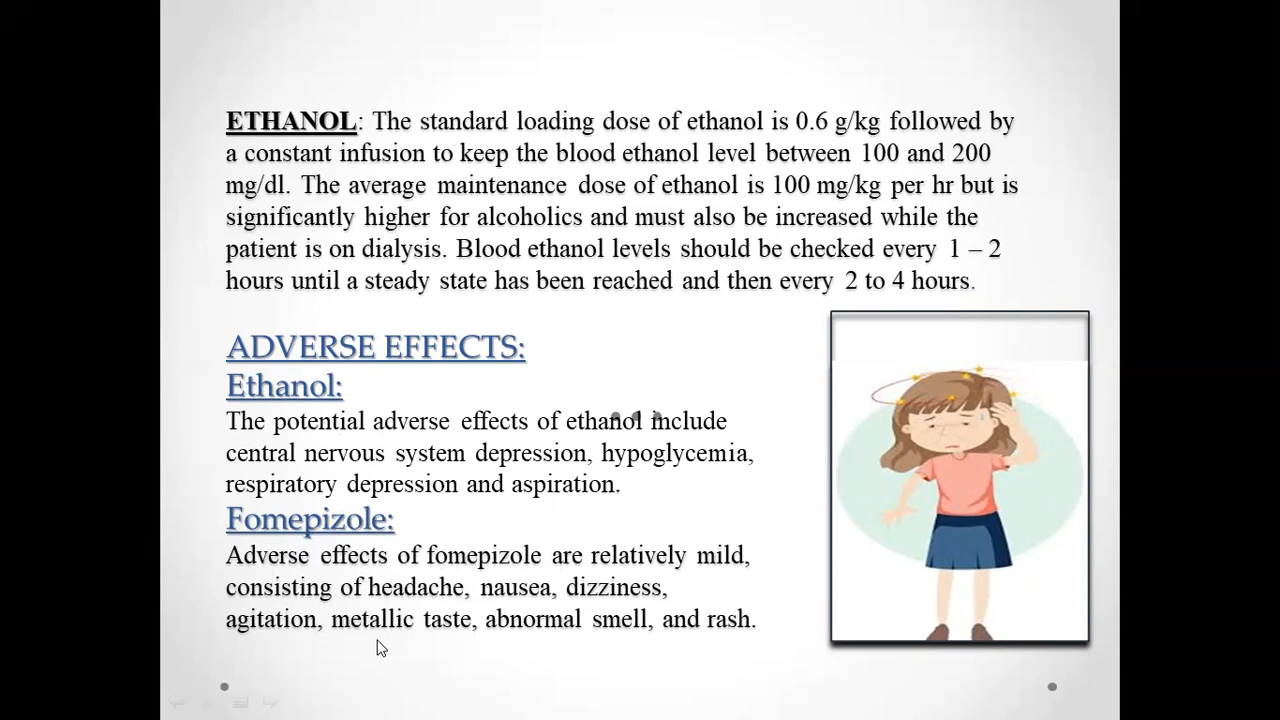 ETHANOL: The standard loading dose of ethanol is 0.6 g/kg followed by
a constant infusion to keep the blood ethanol level between 100 and 200
mg/dl. The average maintenance dose of ethanol is 100 mg/kg per hr but is
significantly higher for alcoholics and must also be increased while the
patient is on dialysis. Blood ethanol levels should be checked every 1 – 2
hours until a steady state has been reached and then every 2 to 4 hours.
ADVERSE EFFECTS:
Ethanol:
The potential adverse effects of ethanol include
central nervous system depression, hypoglycemia,
respiratory depression and aspiration.
Fomepizole:
Adverse effects of fomepizole are relatively mild,
consisting of headache, nausea, dizziness,
agitation, metallic taste, abnormal smell, and rash.